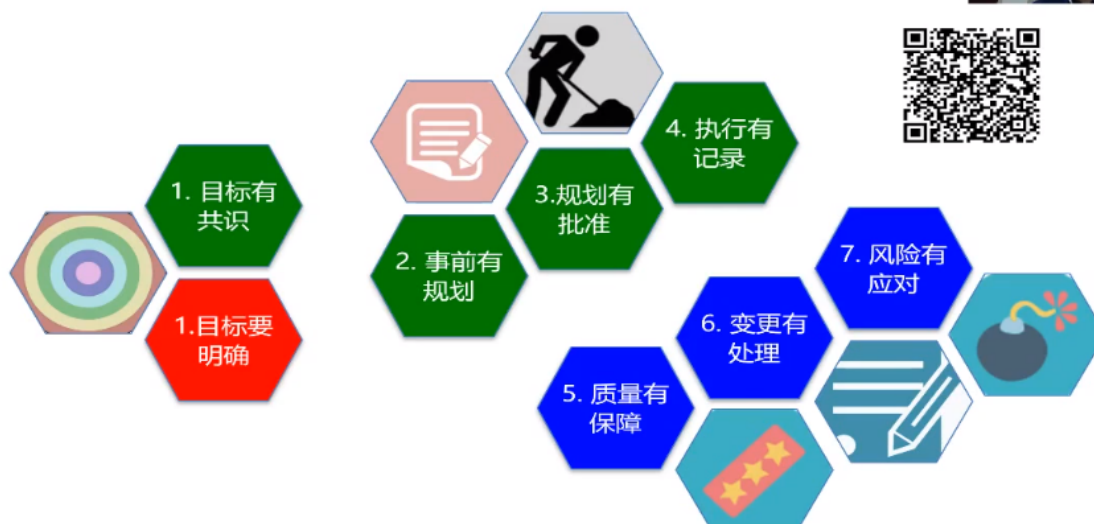 1. 目标有
共识
1.目标要
明确
2. 事前有
规划
3.规划有
批准
4. 执行有
记录
5. 质量有
保障
6. 变更有
处理
7. 风险有
应对